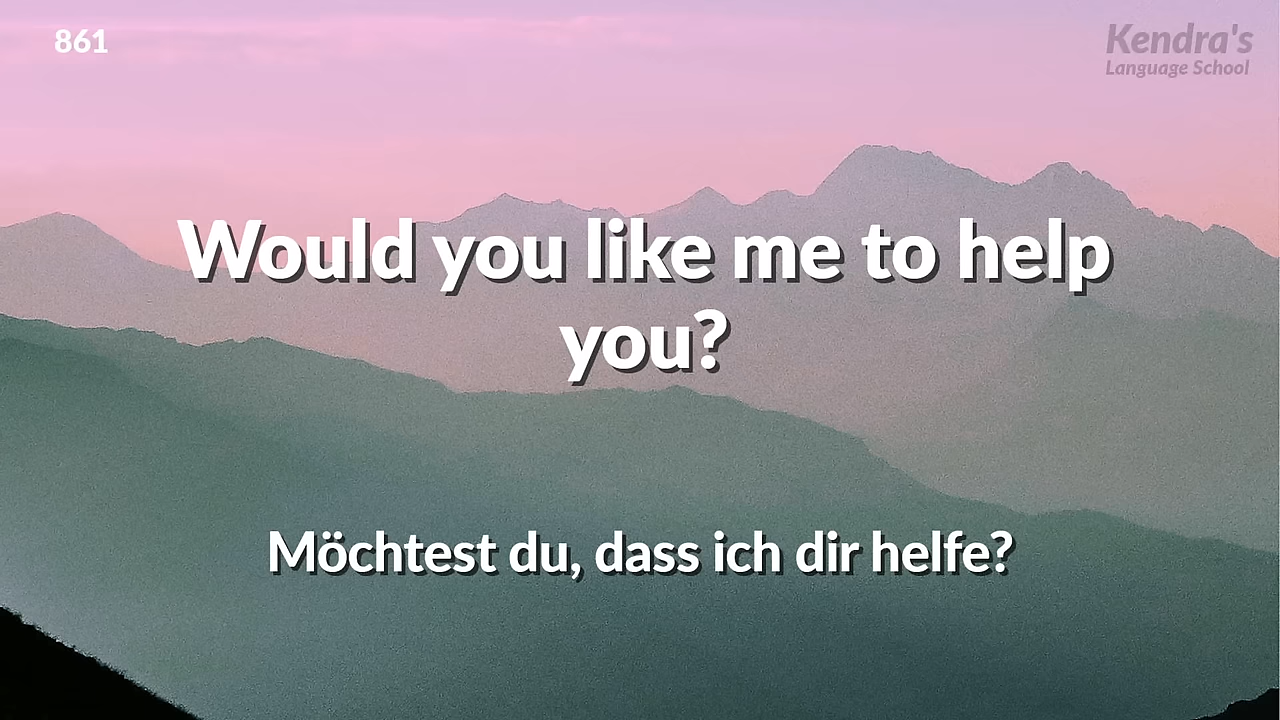 861
Kendra's
Language School
Would you like me to help
you?
Möchtest du, dass ich dir helfe?